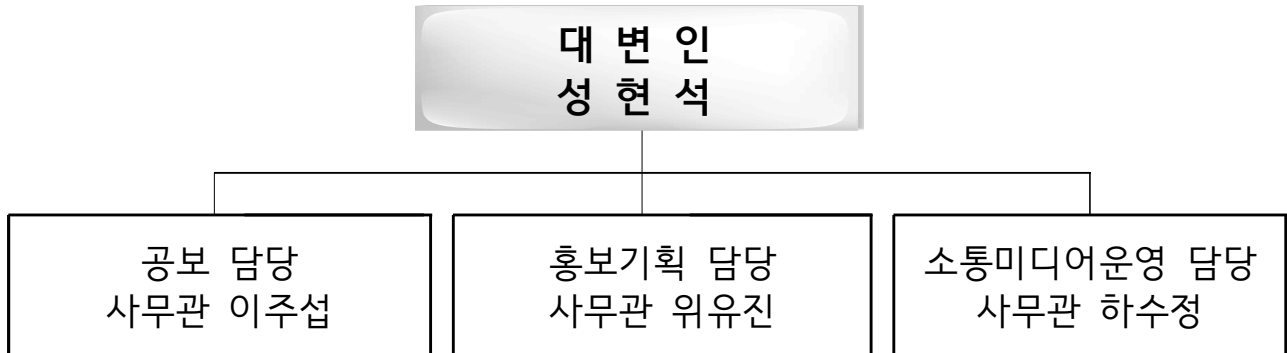 대 변 인
성 현 석
공보 담당
사무관 이주섭
홍보기획 담당
사무관 위유진
소통미디어운영 담당
사무관 하수정